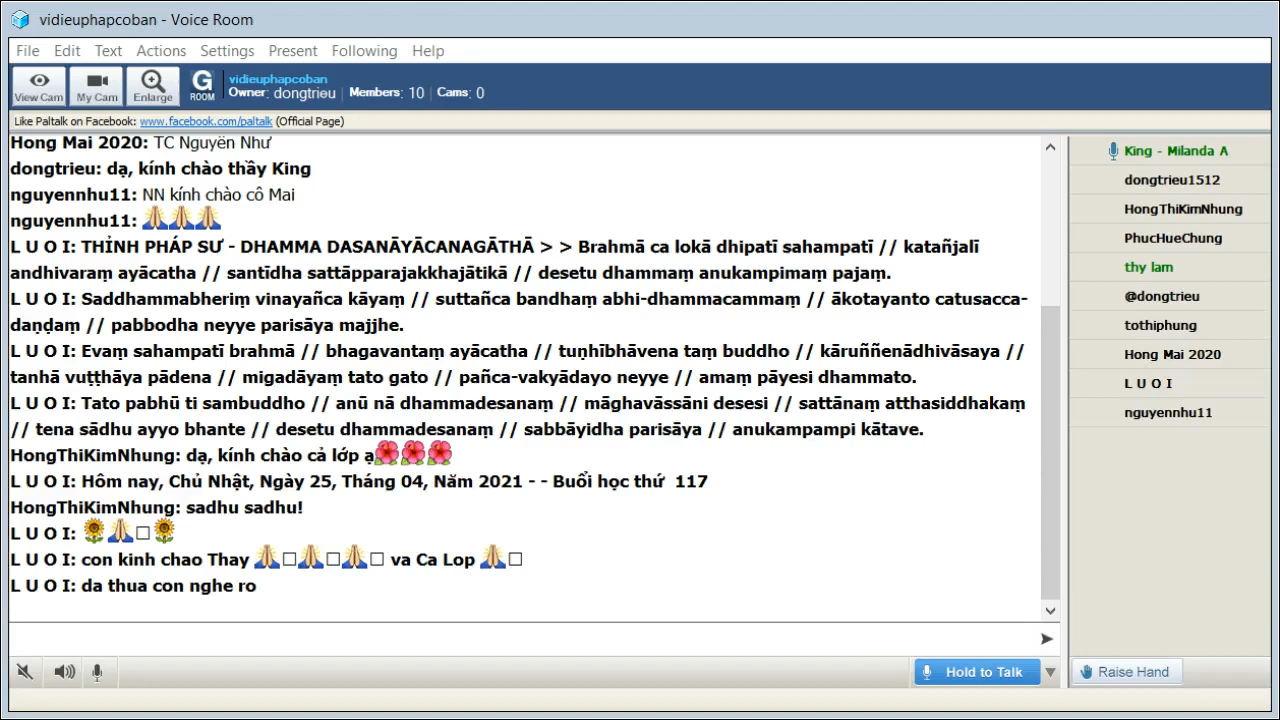 vidieuphapcoban - Voice Room
File Edit Text Actions Settings Present Following Help
View Cam My Cam Enlarge G ROOM vidieuphapcoban
Owner: dongtrieu Members: 10 Cams: 0
Like Paltalk on Facebook: www.facebook.com/paltalk (Official Page)
Hong Mai 2020: TC Nguyên Như
dongtrieu: dạ, kính chào thầy King
nguyennhu11: NN kính chào cô Mai
nguyennhu11: 🙏🙏🙏
L U O I: THỈNH PHÁP SƯ - DHAMMA DASANĀYĀCANAGĀTHĀ > > Brahmā ca lokā dhipatī sahampatī // katañjalī
andhivaraṃ ayācatha // santīdha sattāpparajakkhajātikā // desetu dhammaṃ anukampimaṃ pajaṃ.
L U O I: Saddhammabheriṃ vinayañca kāyaṃ // suttañca bandhaṃ abhi-dhammacammaṃ // ākotayanto catusacca-
daṇḍaṃ // pabbodha neyye parisāya majjhe.
L U O I: Evaṃ sahampatī brahmā // bhagavantaṃ ayācatha // tuṇhībhāvena taṃ buddho // kāruññenādhivāsaya //
tanhā vuṭṭhāya pādena // migadāyaṃ tato gato // pañca-vakyādayo neyye // amaṃ pāyesi dhammato.
L U O I: Tato pabhū ti sambuddho // anū nā dhammadesanaṃ // māghavāssāni desesi // sattānaṃ atthasiddhakaṃ
// tena sādhu ayyo bhante // desetu dhammadesanaṃ // sabbāyidha parisāya // anukampampi kātave.
HongThiKimNhung: dạ, kính chào cả lớp ạ🌺🌺🌺
L U O I: Hôm nay, Chủ Nhật, Ngày 25, Tháng 04, Năm 2021 - - Buổi học thứ 117
HongThiKimNhung: sadhu sadhu!
L U O I: 🌻🙏□🌻
L U O I: con kinh chao Thay 🙏□🙏□🙏□ va Ca Lop 🙏□
L U O I: da thua con nghe ro
King - Milanda A
dongtrieu1512
HongThiKimNhung
PhucHueChung
thy lam
@dongtrieu
tothiphung
Hong Mai 2020
L U O I
nguyennhu11
Hold to Talk
Raise Hand